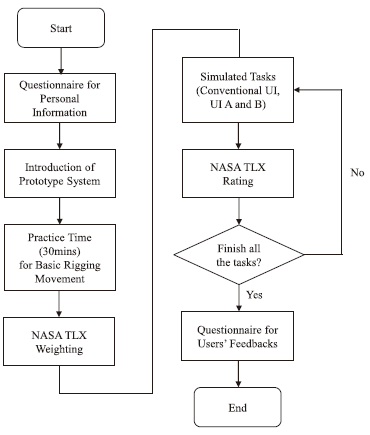 Start
Questionnaire for
Personal
Information
Introduction of
Prototype System
Practice Time
(30mins)
for Basic Rigging
Movement
NASA TLX
Weighting
Simulated Tasks
(Conventional UI,
UI A and B)
NASA TLX
Rating
Finish all
the tasks?
No
Yes
Questionnaire for
Users' Feedbacks
End